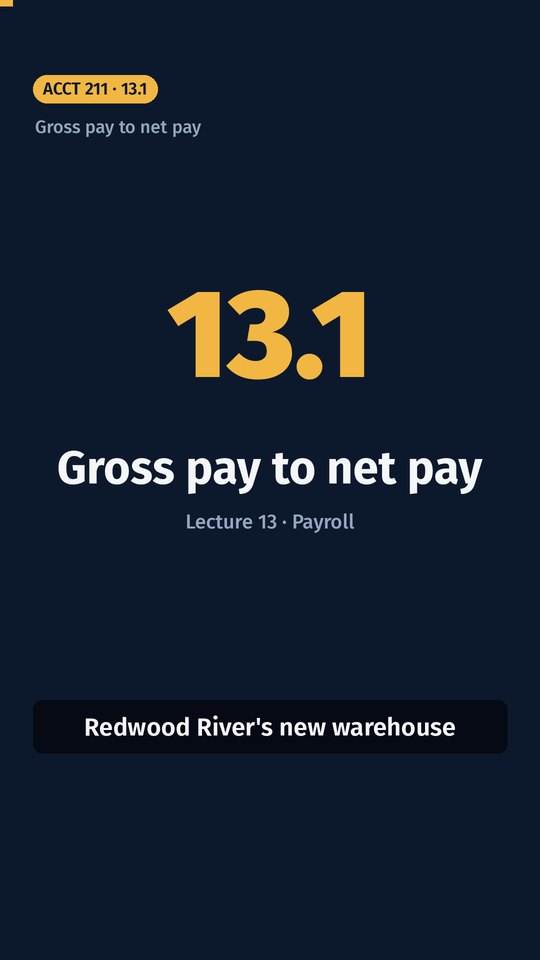 ACCT 211 · 13.1
Gross pay to net pay
13.1
Gross pay to net pay
Lecture 13 · Payroll
Redwood River's new warehouse